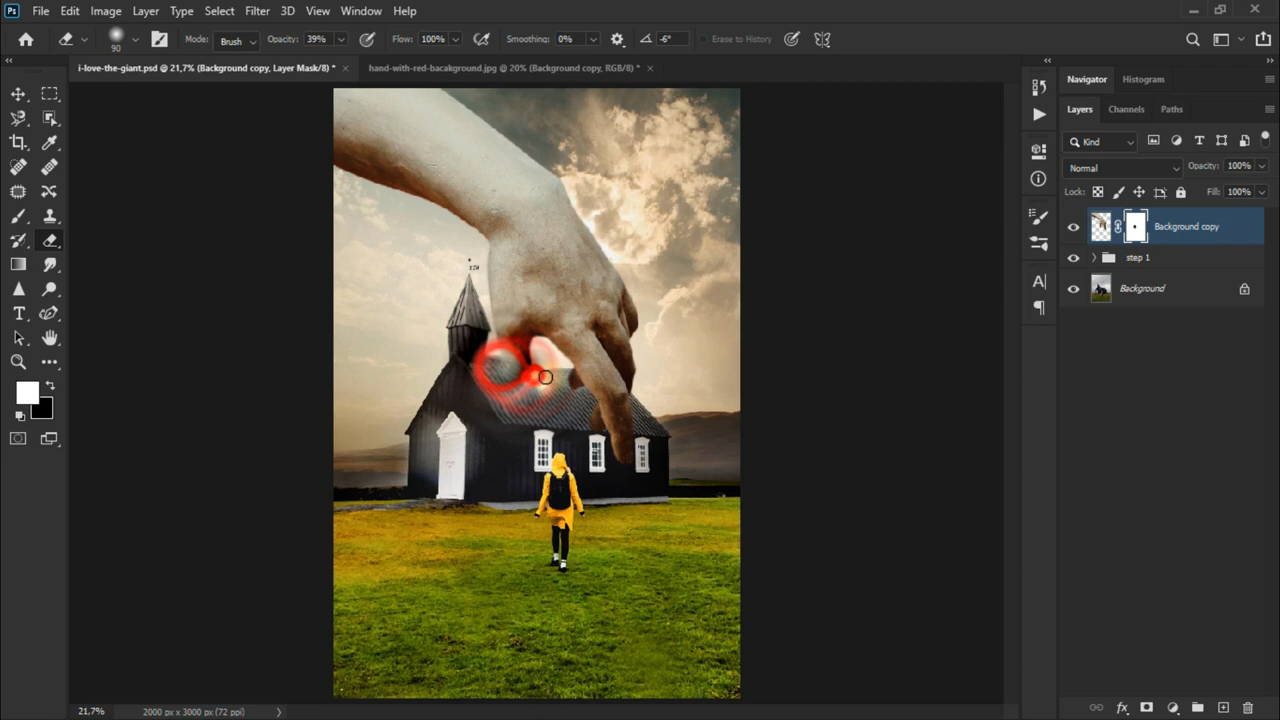 Ps File Edit Image Layer Type Select Filter 3D View Window Help
90 Mode: Brush Opacity: 39% Flow: 100% Smoothing: 0% -6° Erase to History
i-love-the-giant.psd @ 21,7% (Background copy, Layer Mask/8) * × hand-with-red-bacakground.jpg @ 20% (Background copy, RGB/8) * ×
Navigator Histogram
Layers Channels Paths
Kind
Normal Opacity: 100%
Lock: Fill: 100%
Background copy
step 1
Background
21,7% 2000 px x 3000 px (72 ppi)